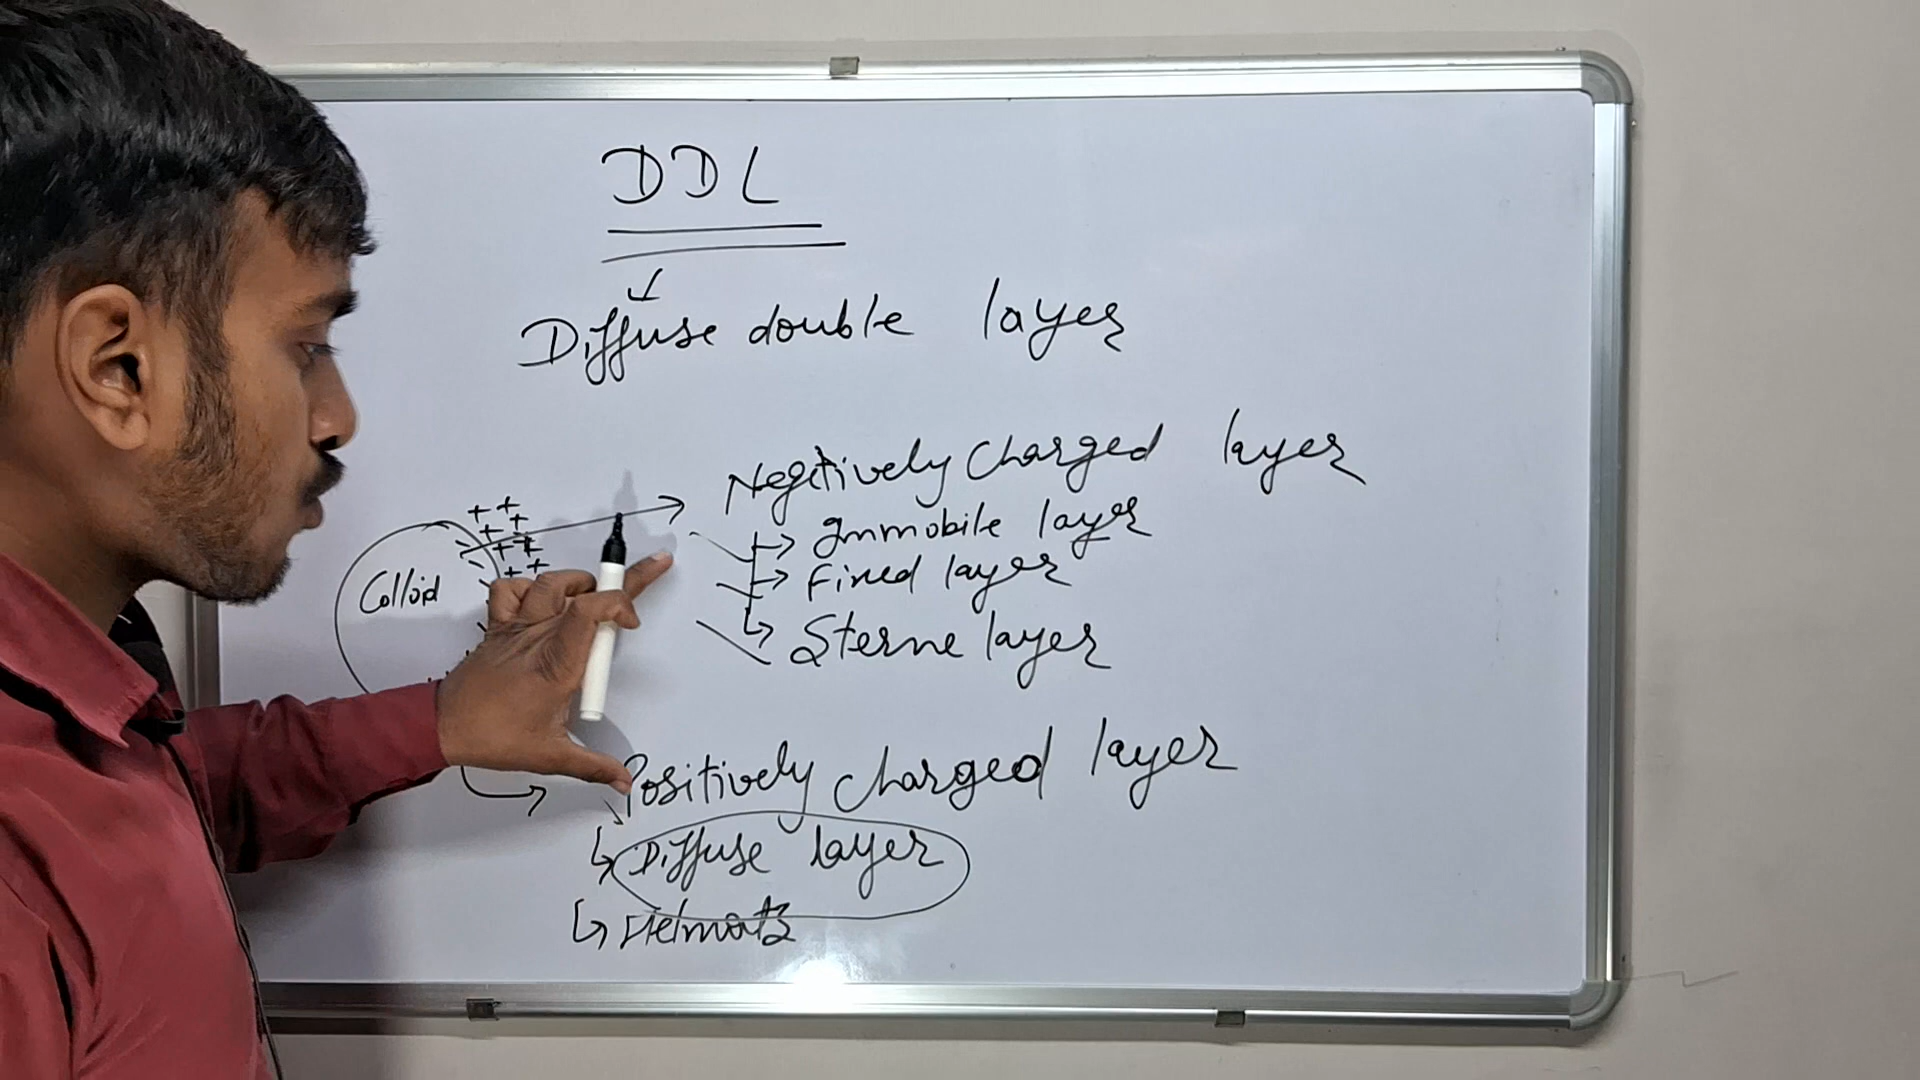 DDL
Diffuse double layer
Negitively charged layer
Immobile layer
Fixed layer
Colloid
Sterne layer
Positively charged layer
Diffuse layer